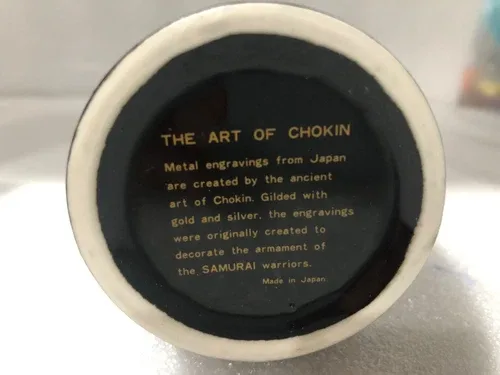 THE ART OF CHOKIN
Metal engravings from Japan
are created by the ancient
art of Chokin. Gilded with
gold and silver, the engravings
were originally created to
decorate the armament of
the SAMURAI warriors.
Made in Japan